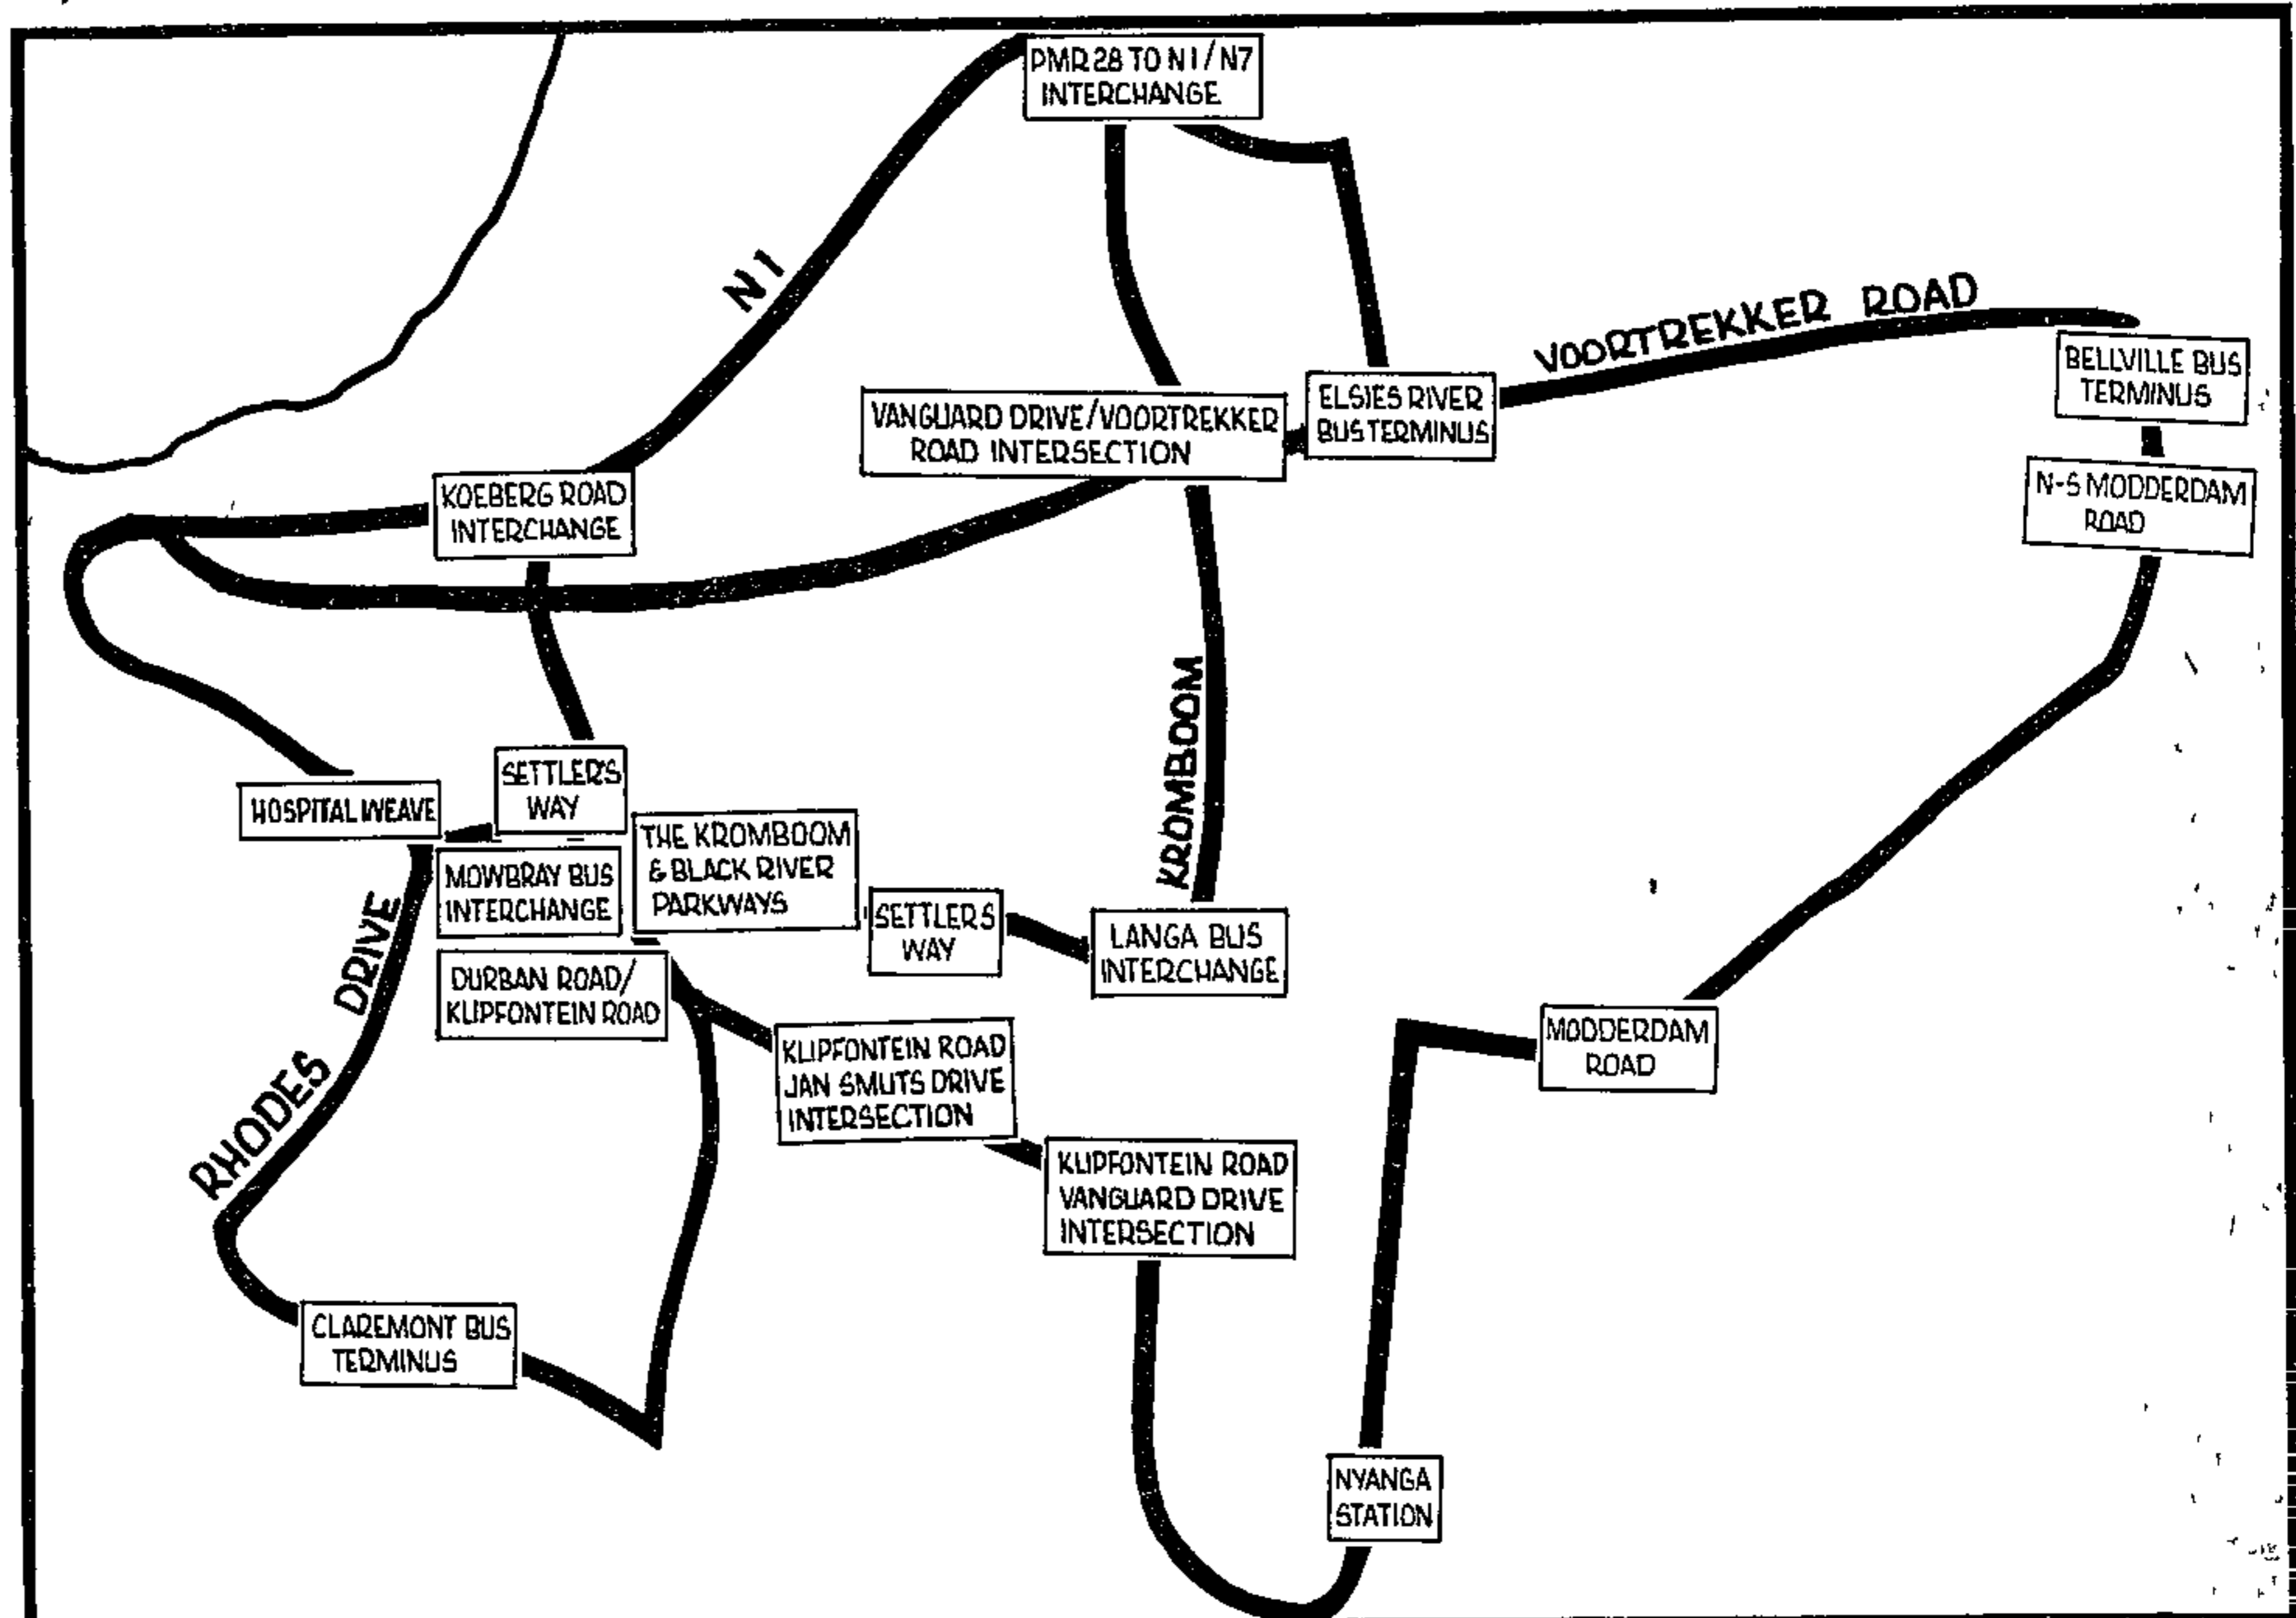 PMR 28 TO N1/N7
INTERCHANGE
N1
VOORTREKKER ROAD
BELLVILLE BUS
TERMINUS
ELSIES RIVER
BUS TERMINUS
VANGUARD DRIVE/VOORTREKKER
ROAD INTERSECTION
KOEBERG ROAD
INTERCHANGE
N-S MODDERDAM
ROAD
KROMBOOM
SETTLER'S
WAY
HOSPITAL WEAVE
THE KROMBOOM
& BLACK RIVER
PARKWAYS
MOWBRAY BUS
INTERCHANGE
SETTLERS
WAY
LANGA BUS
INTERCHANGE
RHODES DRIVE
DURBAN ROAD/
KLIPFONTEIN ROAD
KLIPFONTEIN ROAD
JAN SMUTS DRIVE
INTERSECTION
MODDERDAM
ROAD
KLIPFONTEIN ROAD
VANGUARD DRIVE
INTERSECTION
CLAREMONT BUS
TERMINUS
NYANGA
STATION